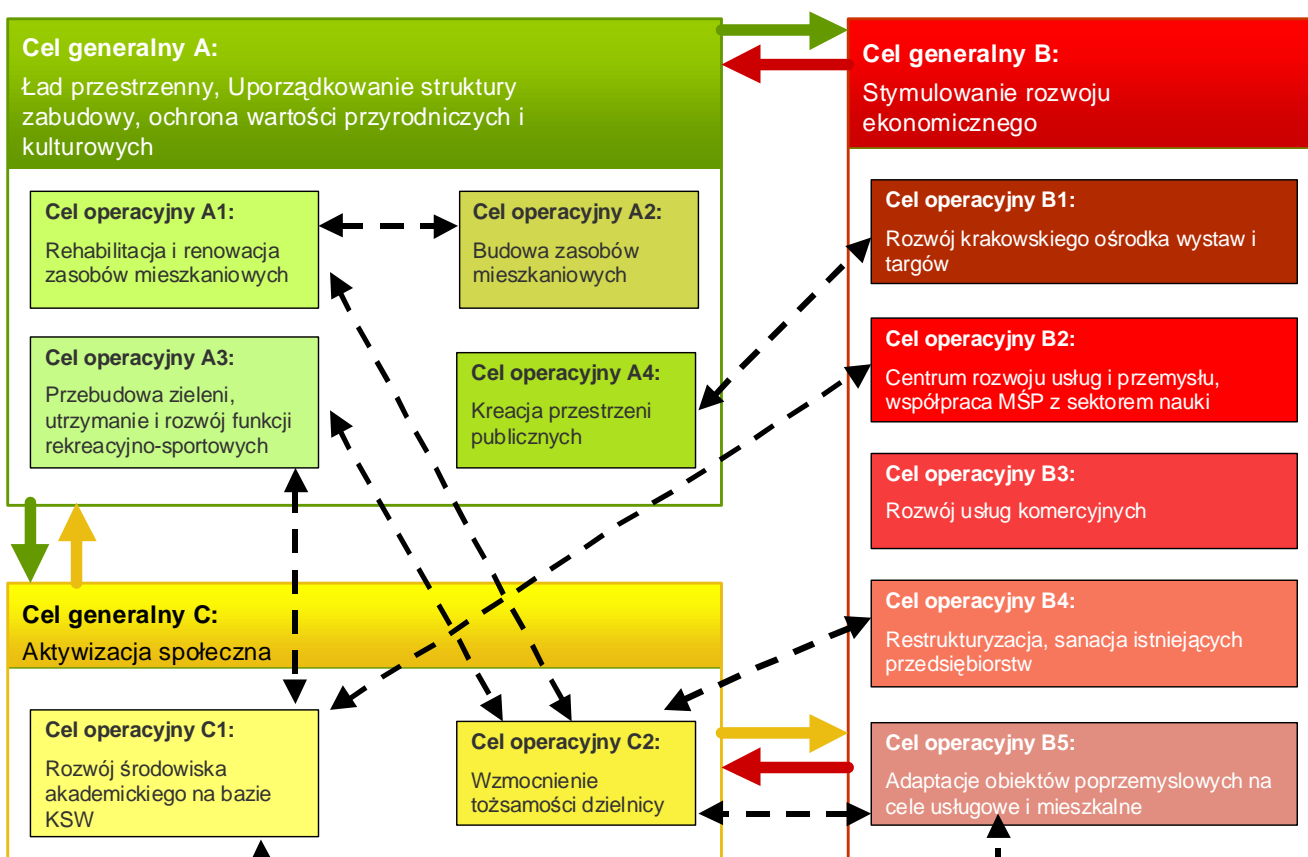 Cel generalny A:
Ład przestrzenny, Uporządkowanie struktury
zabudowy, ochrona wartości przyrodniczych i
kulturowych
Cel operacyjny A1:
Rehabilitacja i renowacja
zasobów mieszkaniowych
Cel operacyjny A2:
Budowa zasobów
mieszkaniowych
Cel operacyjny A3:
Przebudowa zieleni,
utrzymanie i rozwój funkcji
rekreacyjno-sportowych
Cel operacyjny A4:
Kreacja przestrzeni
publicznych
Cel generalny B:
Stymulowanie rozwoju
ekonomicznego
Cel operacyjny B1:
Rozwój krakowskiego ośrodka wystaw i
targów
Cel operacyjny B2:
Centrum rozwoju usług i przemysłu,
współpraca MŚP z sektorem nauki
Cel operacyjny B3:
Rozwój usług komercyjnych
Cel operacyjny B4:
Restrukturyzacja, sanacja istniejących
przedsiębiorstw
Cel operacyjny B5:
Adaptacje obiektów poprzemyslowych na
cele usługowe i mieszkalne
Cel generalny C:
Aktywizacja społeczna
Cel operacyjny C1:
Rozwój środowiska
akademickiego na bazie
KSW
Cel operacyjny C2:
Wzmocnienie
tożsamości dzielnicy